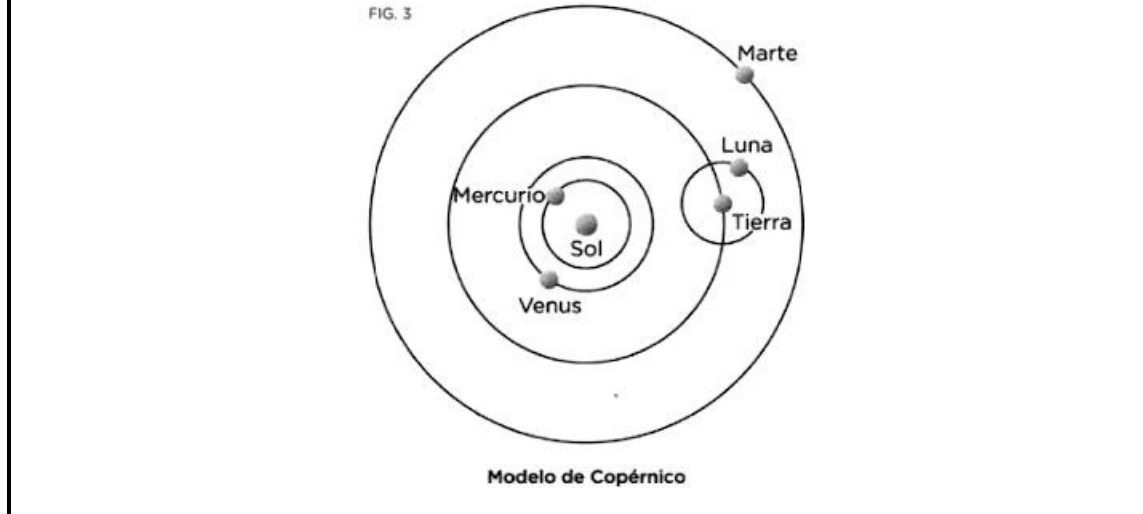 FIG. 3
Marte
Luna
Mercurio
Tierra
Sol
Venus
Modelo de Copérnico